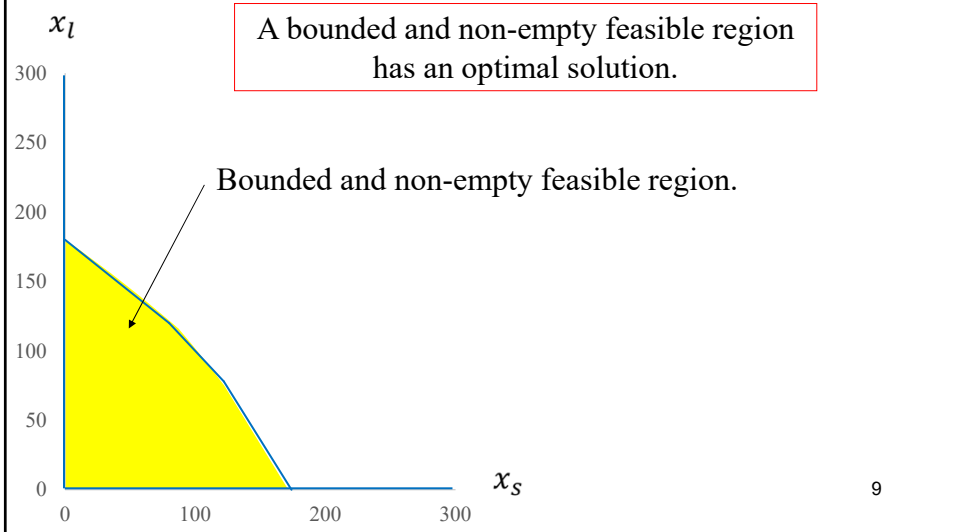 x_l
A bounded and non-empty feasible region
has an optimal solution.
300
250
Bounded and non-empty feasible region.
200
150
100
50
0
x_s
9
0 100 200 300